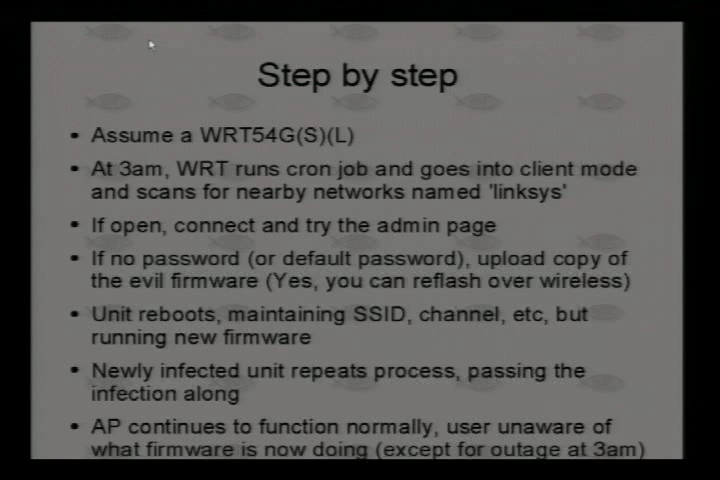 Step by step
• Assume a WRT54G(S)(L)
• At 3am, WRT runs cron job and goes into client mode
and scans for nearby networks named 'linksys'
• If open, connect and try the admin page
• If no password (or default password), upload copy of
the evil firmware (Yes, you can reflash over wireless)
• Unit reboots, maintaining SSID, channel, etc, but
running new firmware
• Newly infected unit repeats process, passing the
infection along
• AP continues to function normally, user unaware of
what firmware is now doing (except for outage at 3am)